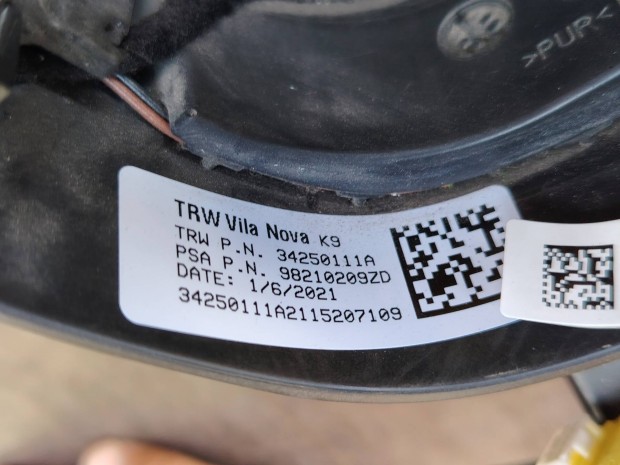 >PUR<
TRW Vila Nova K9
TRW P.N. 34250111A
PSA P.N. 98210209ZD
DATE: 1/6/2021
34250111A2115207109